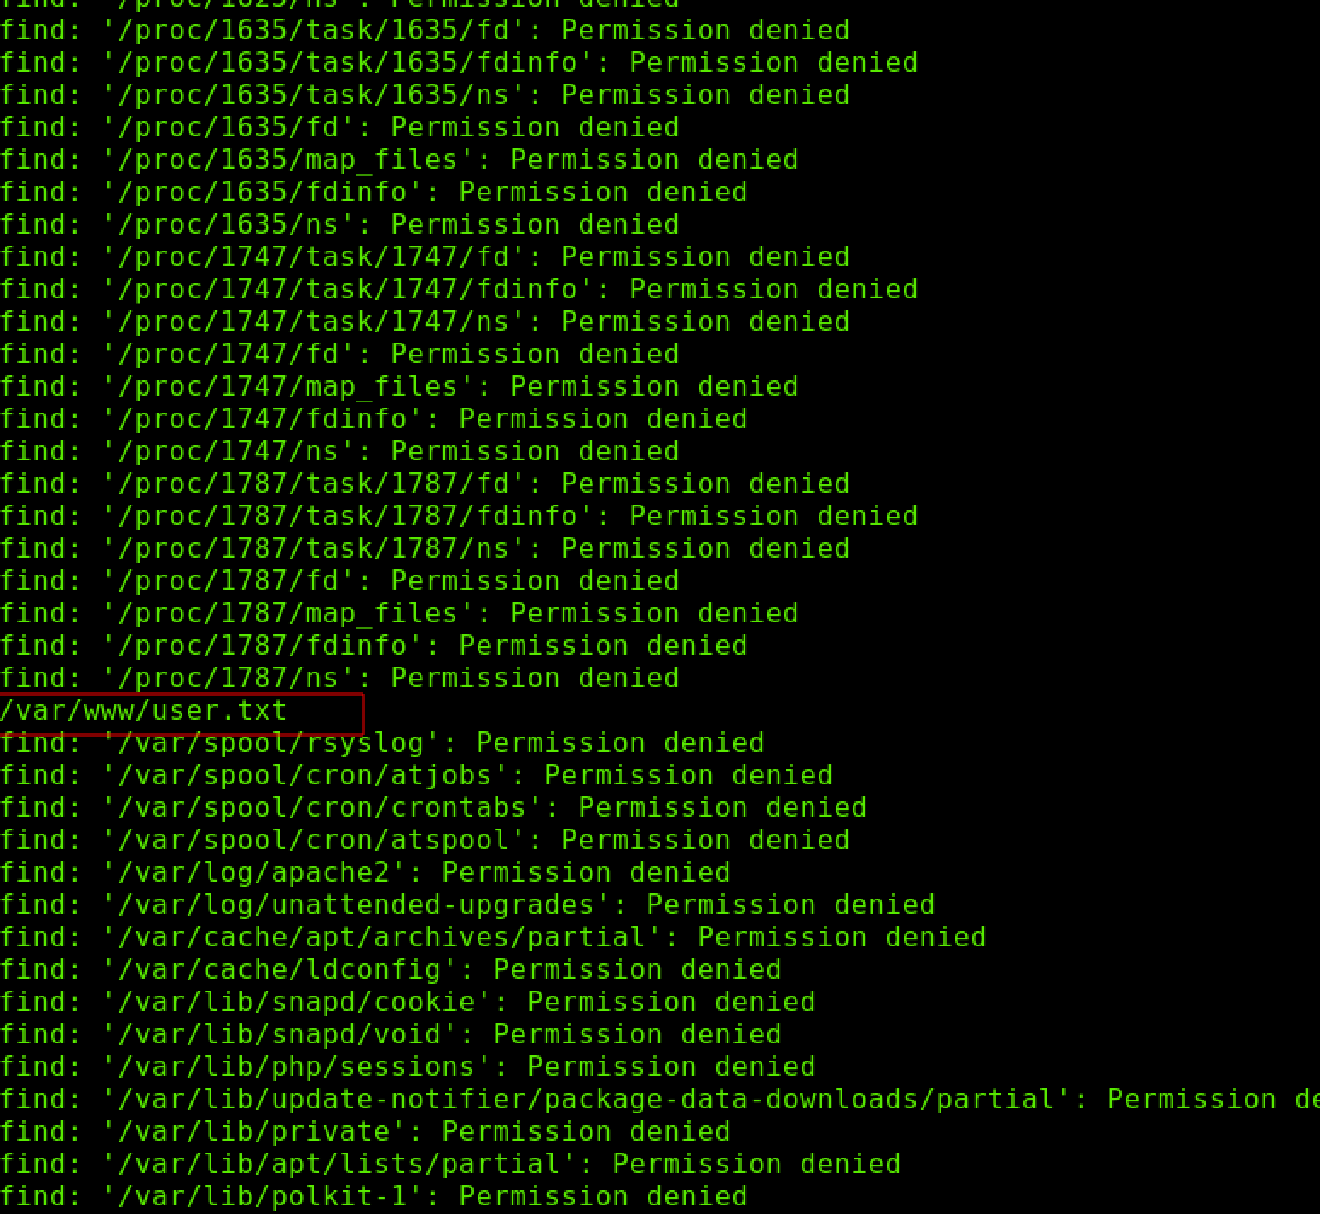 find: '/proc/1625/ns': Permission denied
find: '/proc/1635/task/1635/fd': Permission denied
find: '/proc/1635/task/1635/fdinfo': Permission denied
find: '/proc/1635/task/1635/ns': Permission denied
find: '/proc/1635/fd': Permission denied
find: '/proc/1635/map_files': Permission denied
find: '/proc/1635/fdinfo': Permission denied
find: '/proc/1635/ns': Permission denied
find: '/proc/1747/task/1747/fd': Permission denied
find: '/proc/1747/task/1747/fdinfo': Permission denied
find: '/proc/1747/task/1747/ns': Permission denied
find: '/proc/1747/fd': Permission denied
find: '/proc/1747/map_files': Permission denied
find: '/proc/1747/fdinfo': Permission denied
find: '/proc/1747/ns': Permission denied
find: '/proc/1787/task/1787/fd': Permission denied
find: '/proc/1787/task/1787/fdinfo': Permission denied
find: '/proc/1787/task/1787/ns': Permission denied
find: '/proc/1787/fd': Permission denied
find: '/proc/1787/map_files': Permission denied
find: '/proc/1787/fdinfo': Permission denied
find: '/proc/1787/ns': Permission denied
/var/www/user.txt
find: '/var/spool/rsyslog': Permission denied
find: '/var/spool/cron/atjobs': Permission denied
find: '/var/spool/cron/crontabs': Permission denied
find: '/var/spool/cron/atspool': Permission denied
find: '/var/log/apache2': Permission denied
find: '/var/log/unattended-upgrades': Permission denied
find: '/var/cache/apt/archives/partial': Permission denied
find: '/var/cache/ldconfig': Permission denied
find: '/var/lib/snapd/cookie': Permission denied
find: '/var/lib/snapd/void': Permission denied
find: '/var/lib/php/sessions': Permission denied
find: '/var/lib/update-notifier/package-data-downloads/partial': Permission de
find: '/var/lib/private': Permission denied
find: '/var/lib/apt/lists/partial': Permission denied
find: '/var/lib/polkit-1': Permission denied